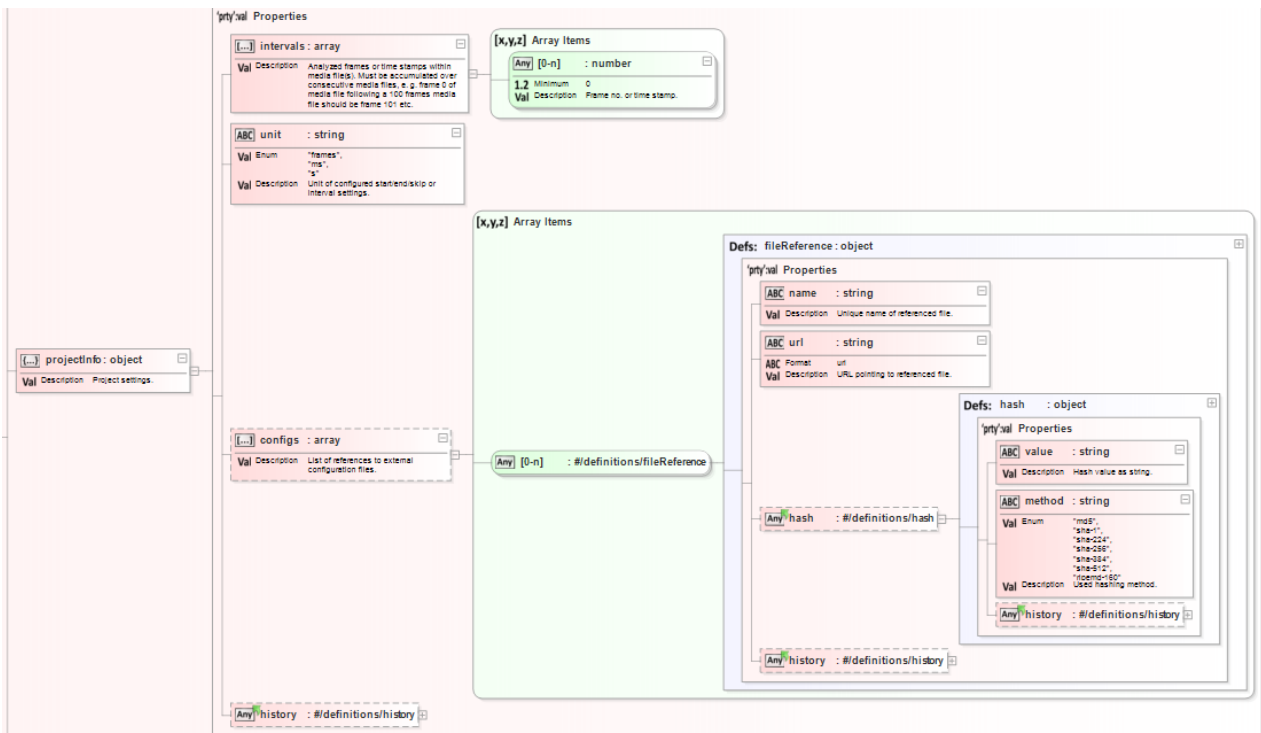 'prty':val Properties
[...] intervals : array
Val Description Analyzed frames or time stamps within
media file(s). Must be accumulated over
consecutive media files, e. g. frame 0 of
media file following a 100 frames media
file should be frame 101 etc.
[x,y,z] Array Items
Any [0-n] : number
1.2 Minimum 0
Val Description Frame no. or time stamp.
ABC unit : string
Val Enum "frames",
"ms",
"s"
Val Description Unit of configured start/end/skip or
interval settings.
{...} projectInfo : object
Val Description Project settings.
[...] configs : array
Val Description List of references to external
configuration files.
[x,y,z] Array Items
Any [0-n] : #/definitions/fileReference
Defs: fileReference : object
'prty':val Properties
ABC name : string
Val Description Unique name of referenced file.
ABC url : string
ABC Format url
Val Description URL pointing to referenced file.
Any hash : #/definitions/hash
Defs: hash : object
'prty':val Properties
ABC value : string
Val Description Hash value as string.
ABC method : string
Val Enum "md5",
"sha-1",
"sha-224",
"sha-256",
"sha-384",
"sha-512",
"ripemd-160"
Val Description Used hashing method.
Any history : #/definitions/history
Any history : #/definitions/history
Any history : #/definitions/history